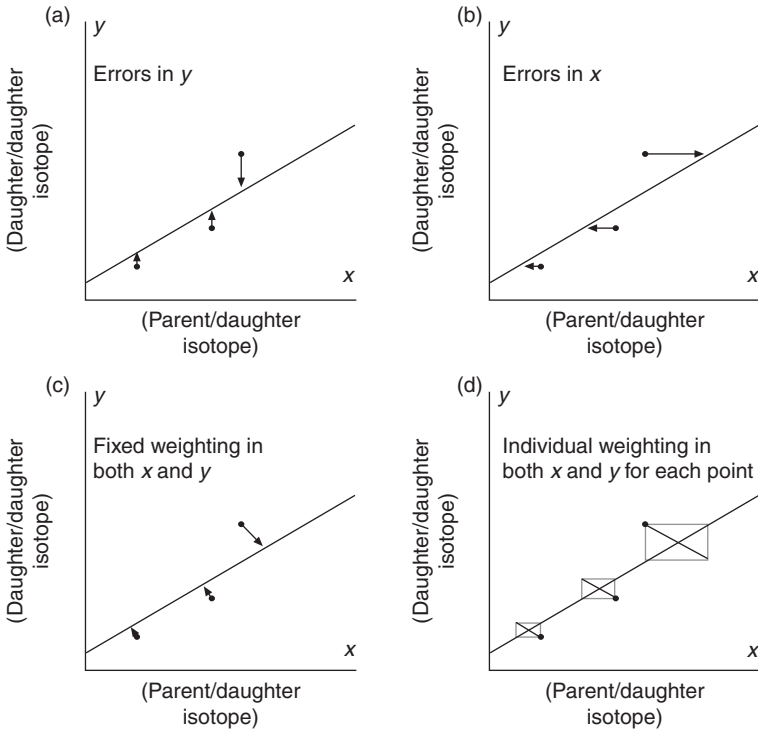 (a)
y
Errors in y
(Daughter/daughter
isotope)
x
(Parent/daughter
isotope)
(b)
y
Errors in x
(Daughter/daughter
isotope)
x
(Parent/daughter
isotope)
(c)
y
Fixed weighting in
both x and y
(Daughter/daughter
isotope)
x
(Parent/daughter
isotope)
(d)
y
Individual weighting in
both x and y for each point
(Daughter/daughter
isotope)
x
(Parent/daughter
isotope)